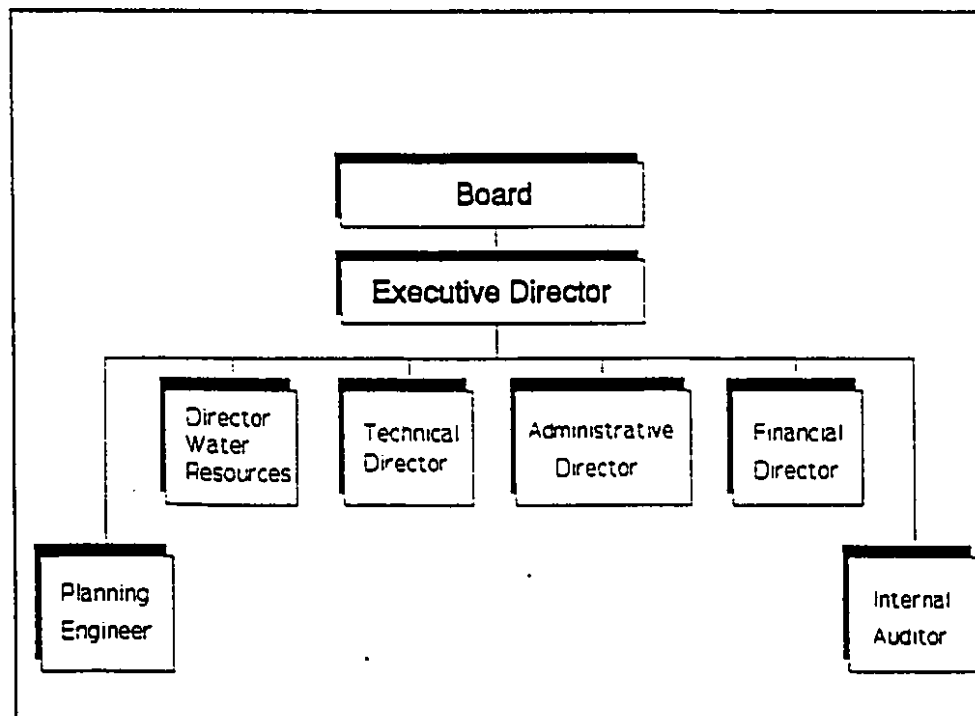 Board
Executive Director
Director
Water
Resources
Technical
Director
Administrative
Director
Financial
Director
Planning
Engineer
Internal
Auditor